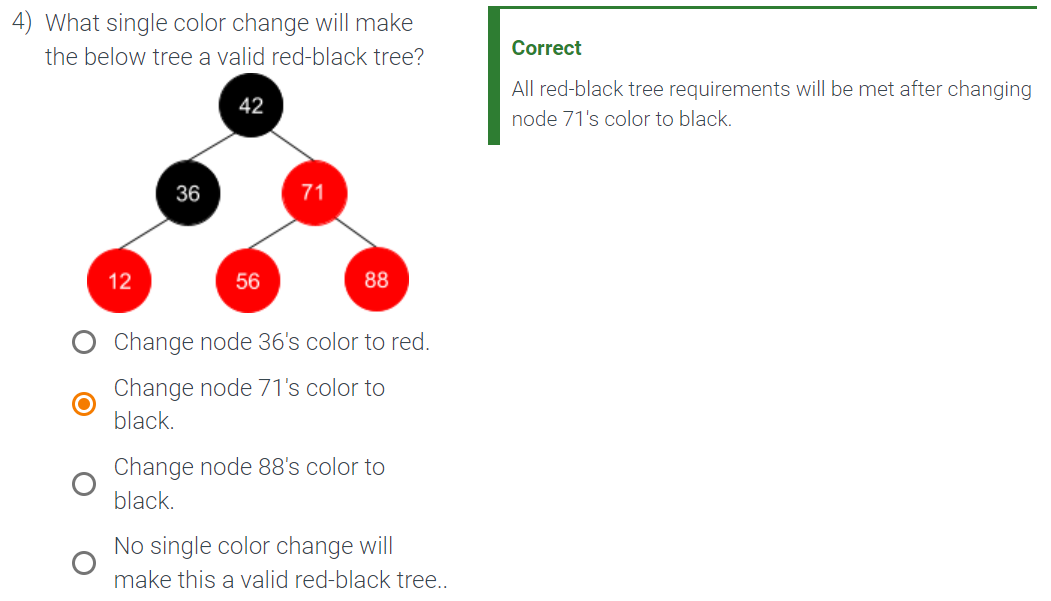 4) What single color change will make
the below tree a valid red-black tree?
42
36
71
12
56
88
Change node 36's color to red.
Change node 71's color to
black.
Change node 88's color to
black.
No single color change will
make this a valid red-black tree..
Correct
All red-black tree requirements will be met after changing
node 71's color to black.